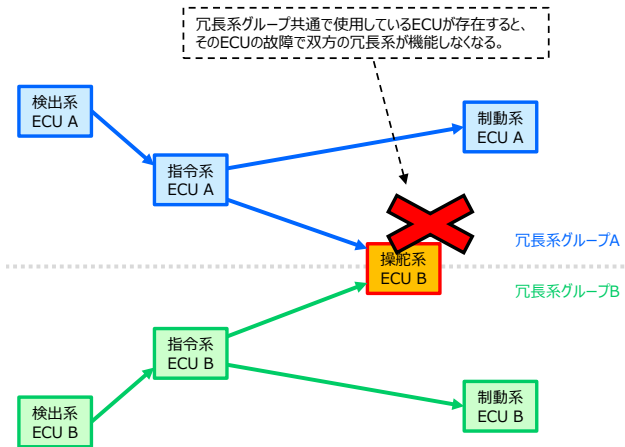 冗長系グループ共通で使用しているECUが存在すると、
そのECUの故障で双方の冗長系が機能しなくなる。
検出系
ECU A
制動系
ECU A
指令系
ECU A
冗長系グループA
操舵系
ECU B
冗長系グループB
指令系
ECU B
制動系
ECU B
検出系
ECU B